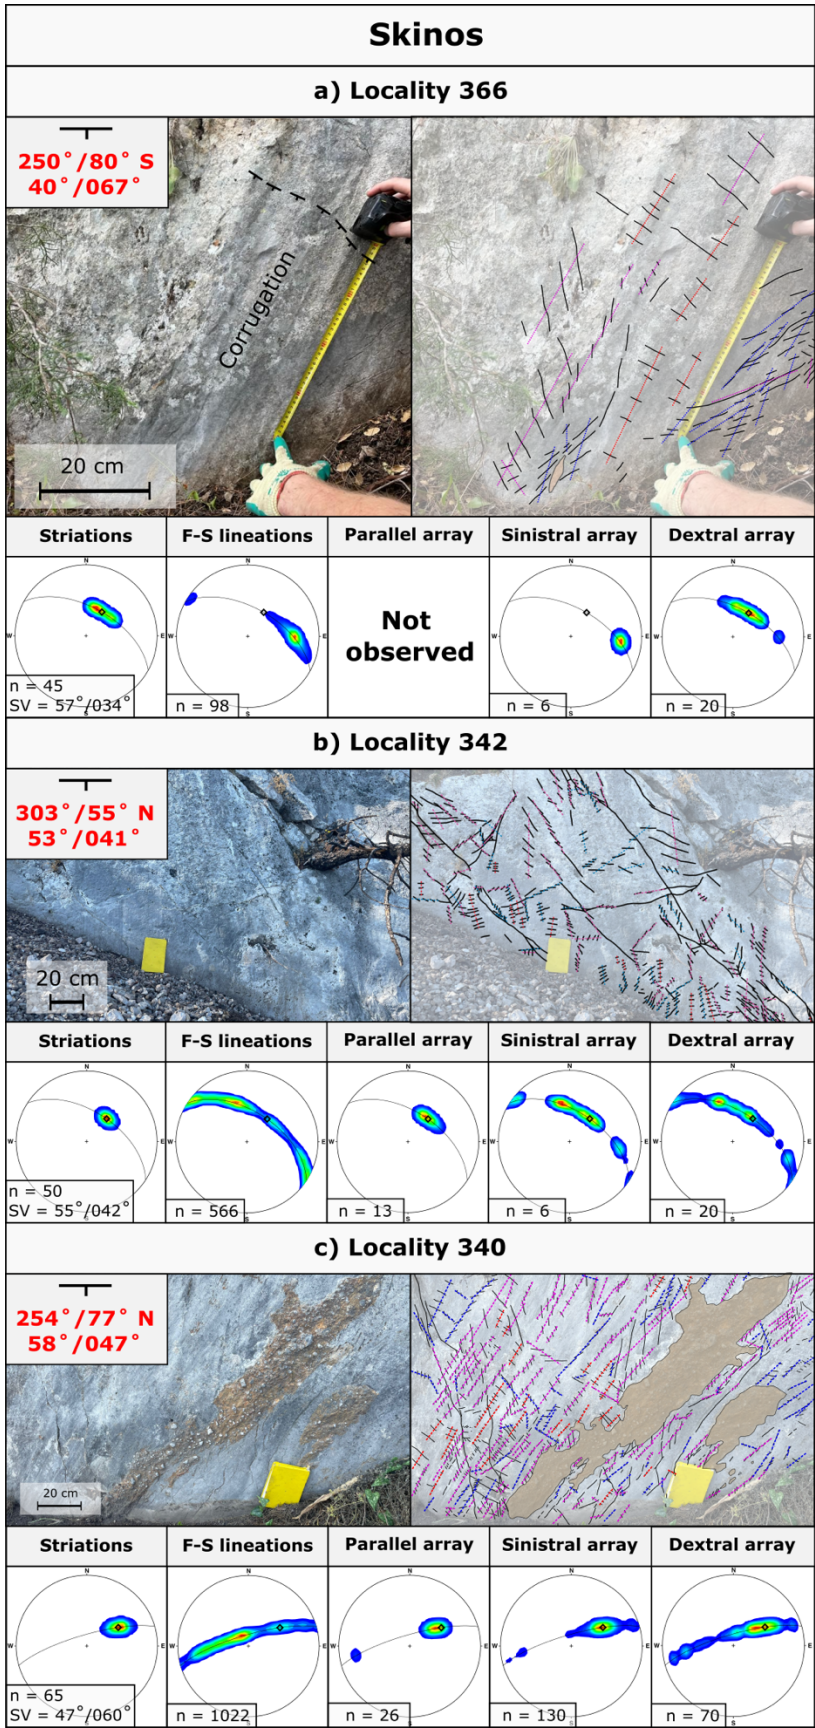 Skinos
a) Locality 366
250°/80° S
40°/067°
Corrugation
20 cm
Striations
F-S lineations
Parallel array
Sinistral array
Dextral array
N
W
E
S
n = 45
SV = 57°/034°
N
W
E
n = 98
Not
observed
N
W
E
S
n = 6
N
W
E
S
n = 20
b) Locality 342
303°/55° N
53°/041°
20 cm
Striations
F-S lineations
Parallel array
Sinistral array
Dextral array
N
W
E
S
n = 50
SV = 55°/042°
N
W
E
S
n = 566
N
W
E
S
n = 13
N
W
E
S
n = 6
N
W
E
S
n = 20
c) Locality 340
254°/77° N
58°/047°
20 cm
Striations
F-S lineations
Parallel array
Sinistral array
Dextral array
N
W
E
S
n = 65
SV = 47°/060°
N
W
E
S
n = 1022
N
W
E
S
n = 26
N
W
E
S
n = 130
N
W
E
S
n = 70